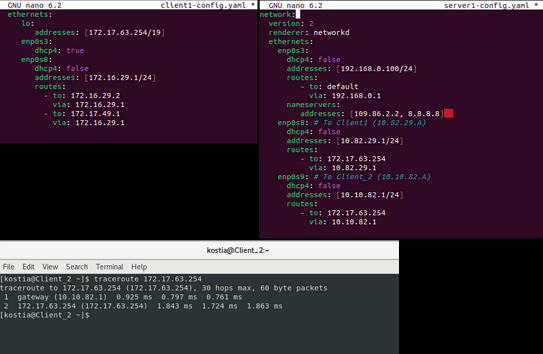 GNU nano 6.2 client1-config.yaml *
ethernets:
lo:
addresses: [172.17.63.254/19]
enp0s3:
dhcp4: true
enp0s8:
dhcp4: false
addresses: [172.16.29.1/24]
routes:
- to: 172.16.29.2
via: 172.16.29.1
- to: 172.17.49.1
via: 172.16.29.1
GNU nano 6.2 server1-config.yaml *
network:
version: 2
renderer: networkd
ethernets:
enp0s3:
dhcp4: false
addresses: [192.168.0.100/24]
routes:
- to: default
via: 192.168.0.1
nameservers:
addresses: [109.86.2.2, 8.8.8.8]
enp0s8: # To Client1 (10.82.29.A)
dhcp4: false
addresses: [10.82.29.1/24]
routes:
- to: 172.17.63.254
via: 10.82.29.1
enp0s9: # To Client_2 (10.10.82.A)
dhcp4: false
addresses: [10.10.82.1/24]
routes:
- to: 172.17.63.254
via: 10.10.82.1
kostia@Client_2:~
File Edit View Search Terminal Help
[kostia@Client_2 ~]$ traceroute 172.17.63.254
traceroute to 172.17.63.254 (172.17.63.254), 30 hops max, 60 byte packets
1 gateway (10.10.82.1) 0.925 ms 0.797 ms 0.761 ms
2 172.17.63.254 (172.17.63.254) 1.843 ms 1.724 ms 1.863 ms
[kostia@Client_2 ~]$